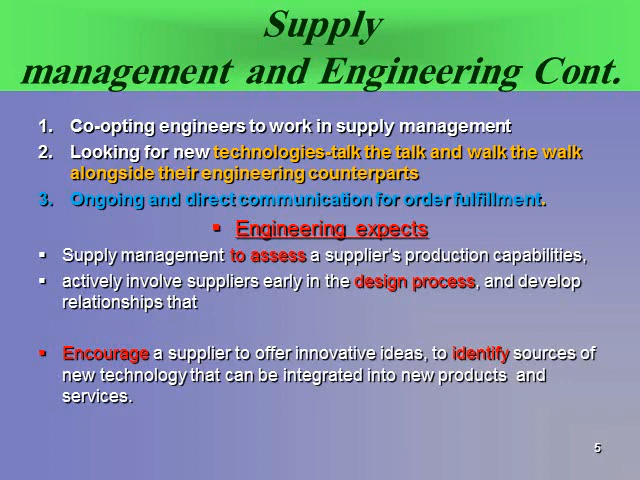 Supply
management and Engineering Cont.
1. Co-opting engineers to work in supply management
2. Looking for new technologies-talk the talk and walk the walk
alongside their engineering counterparts
3. Ongoing and direct communication for order fulfillment.
▪ Engineering expects
▪ Supply management to assess a supplier's production capabilities,
▪ actively involve suppliers early in the design process, and develop
relationships that
▪ Encourage a supplier to offer innovative ideas, to identify sources of
new technology that can be integrated into new products and
services.
5